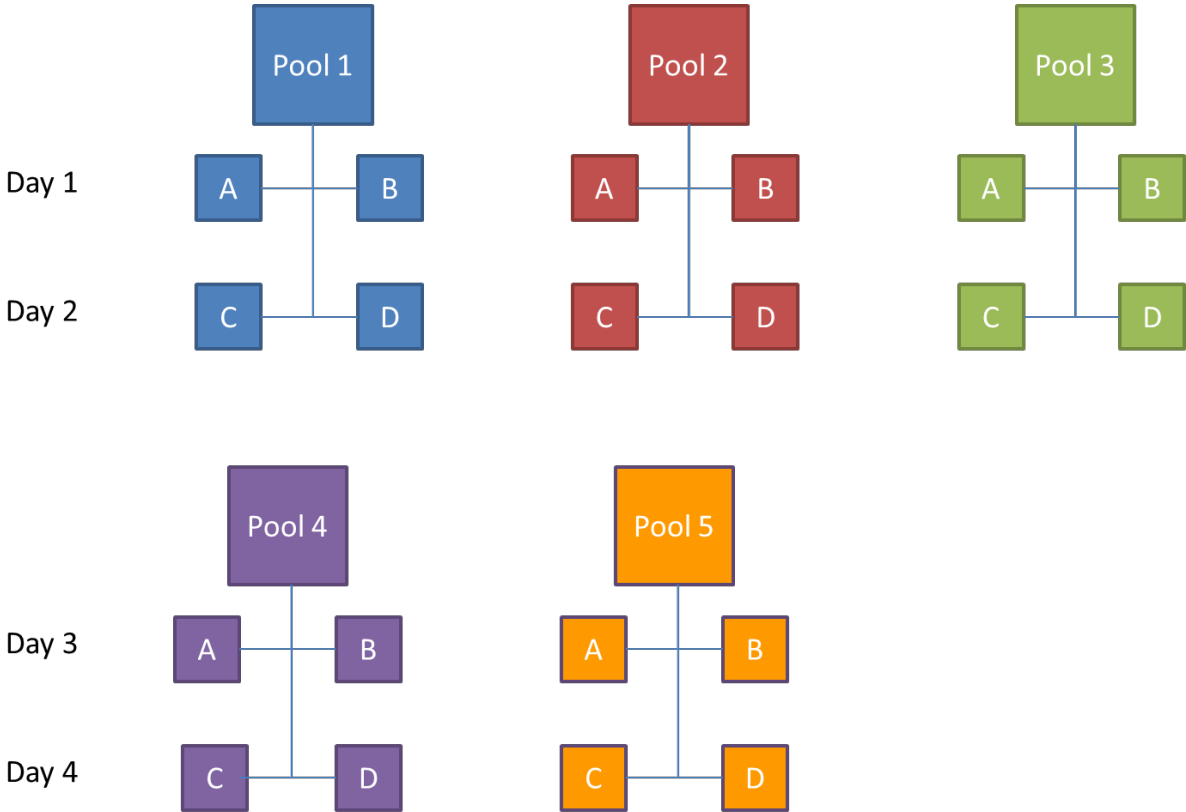 Pool 1 Pool 2 Pool 3
Day 1 A B A B A B
Day 2 C D C D C D
Pool 4 Pool 5
Day 3 A B A B
Day 4 C D C D